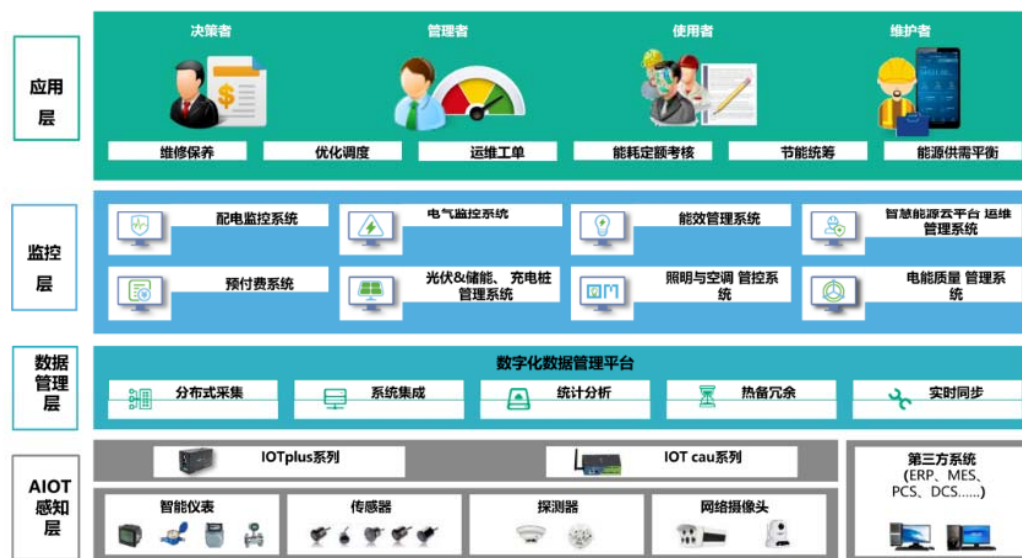 决策者
管理者
使用者
维护者
应用
层
维修保养
优化调度
运维工单
能耗定额考核
节能统筹
能源供需平衡
监控
层
配电监控系统
电气监控系统
能效管理系统
智慧能源云平台 运维
管理系统
预付费系统
光伏&储能、 充电桩
管理系统
照明与空调 管控系
统
电能质量 管理系
统
数据
管理
层
数字化数据管理平台
分布式采集
系统集成
统计分析
热备冗余
实时同步
AIOT
感知
层
IOTplus系列
IOT cau系列
智能仪表
传感器
探测器
网络摄像头
第三方系统
(ERP、MES、
PCS、DCS......)